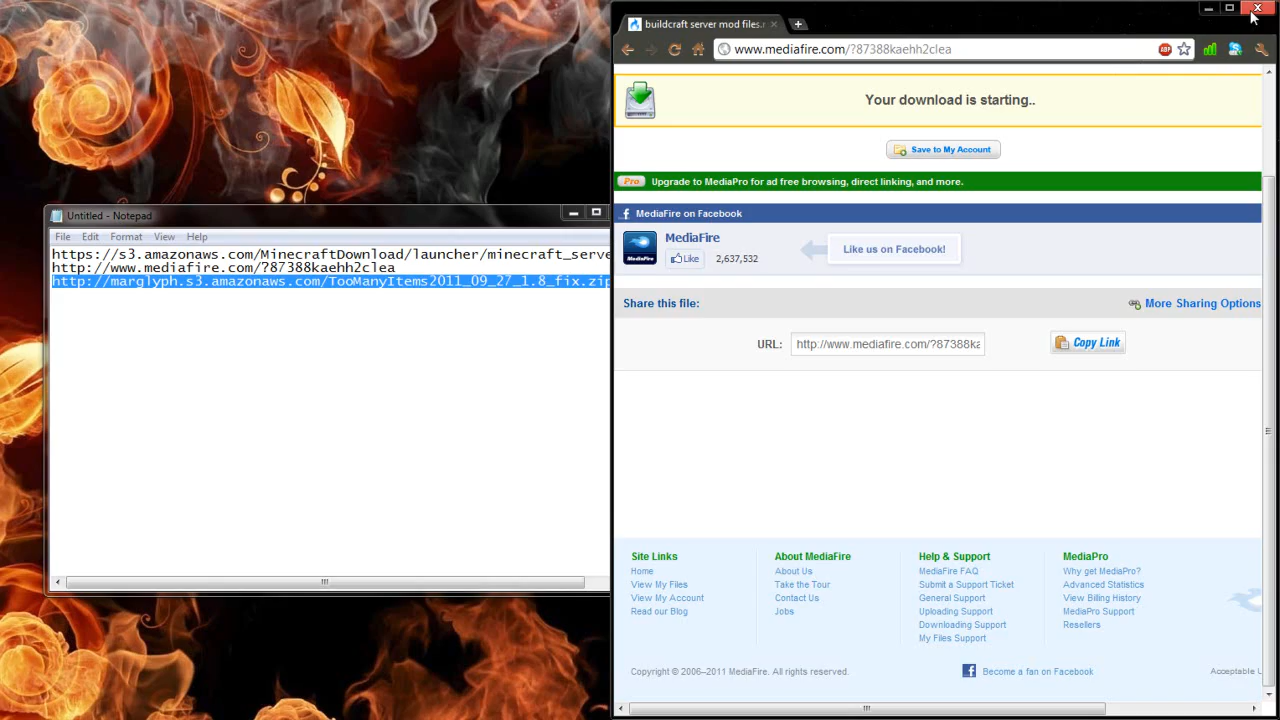 Untitled - Notepad
File Edit Format View Help
https://s3.amazonaws.com/MinecraftDownload/launcher/minecraft_serve
http://www.mediafire.com/?87388kaehh2clea
http://marglyph.s3.amazonaws.com/TooManyItems2011_09_27_1.8_fix.zip
buildcraft server mod files.r
www.mediafire.com/?87388kaehh2clea
ABP
Your download is starting..
Save to My Account
Pro Upgrade to MediaPro for ad free browsing, direct linking, and more.
MediaFire on Facebook
MediaFire
MediaFire
Like 2,637,532
Like us on Facebook!
Share this file:
More Sharing Options
URL: http://www.mediafire.com/?87388ka
Copy Link
Site Links
Home
View My Files
View My Account
Read our Blog
About MediaFire
About Us
Take the Tour
Contact Us
Jobs
Help & Support
MediaFire FAQ
Submit a Support Ticket
General Support
Uploading Support
Downloading Support
My Files Support
MediaPro
Why get MediaPro?
Advanced Statistics
View Billing History
MediaPro Support
Resellers
Copyright © 2006–2011 MediaFire. All rights reserved.
Become a fan on Facebook
Acceptable U